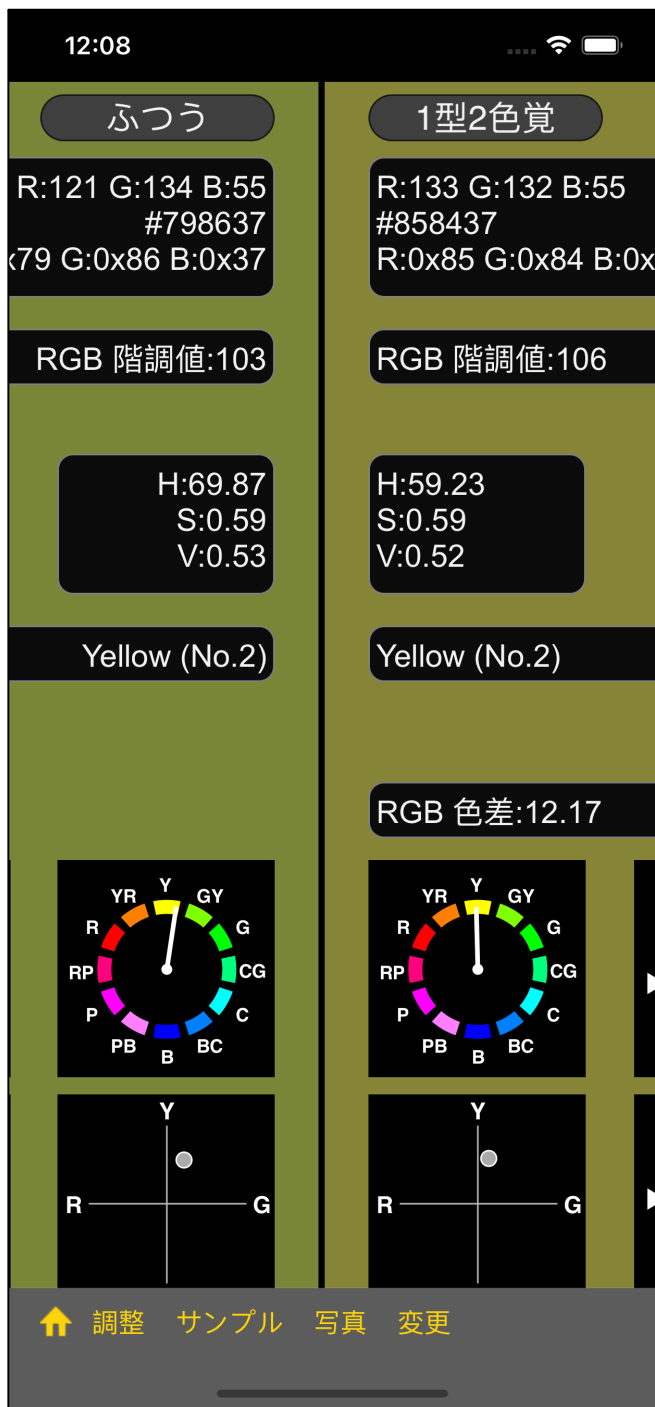 12:08
ふつう
1型2色覚
R:121 G:134 B:55
#798637
x79 G:0x86 B:0x37
R:133 G:132 B:55
#858437
R:0x85 G:0x84 B:0x
RGB 階調値:103
RGB 階調値:106
H:69.87
S:0.59
V:0.53
H:59.23
S:0.59
V:0.52
Yellow (No.2)
Yellow (No.2)
RGB 色差:12.17
Y
YR
GY
R
G
RP
CG
P
C
PB
BC
B
Y
YR
GY
R
G
RP
CG
P
C
PB
BC
B
Y
R
G
Y
R
G
調整 サンプル 写真 変更